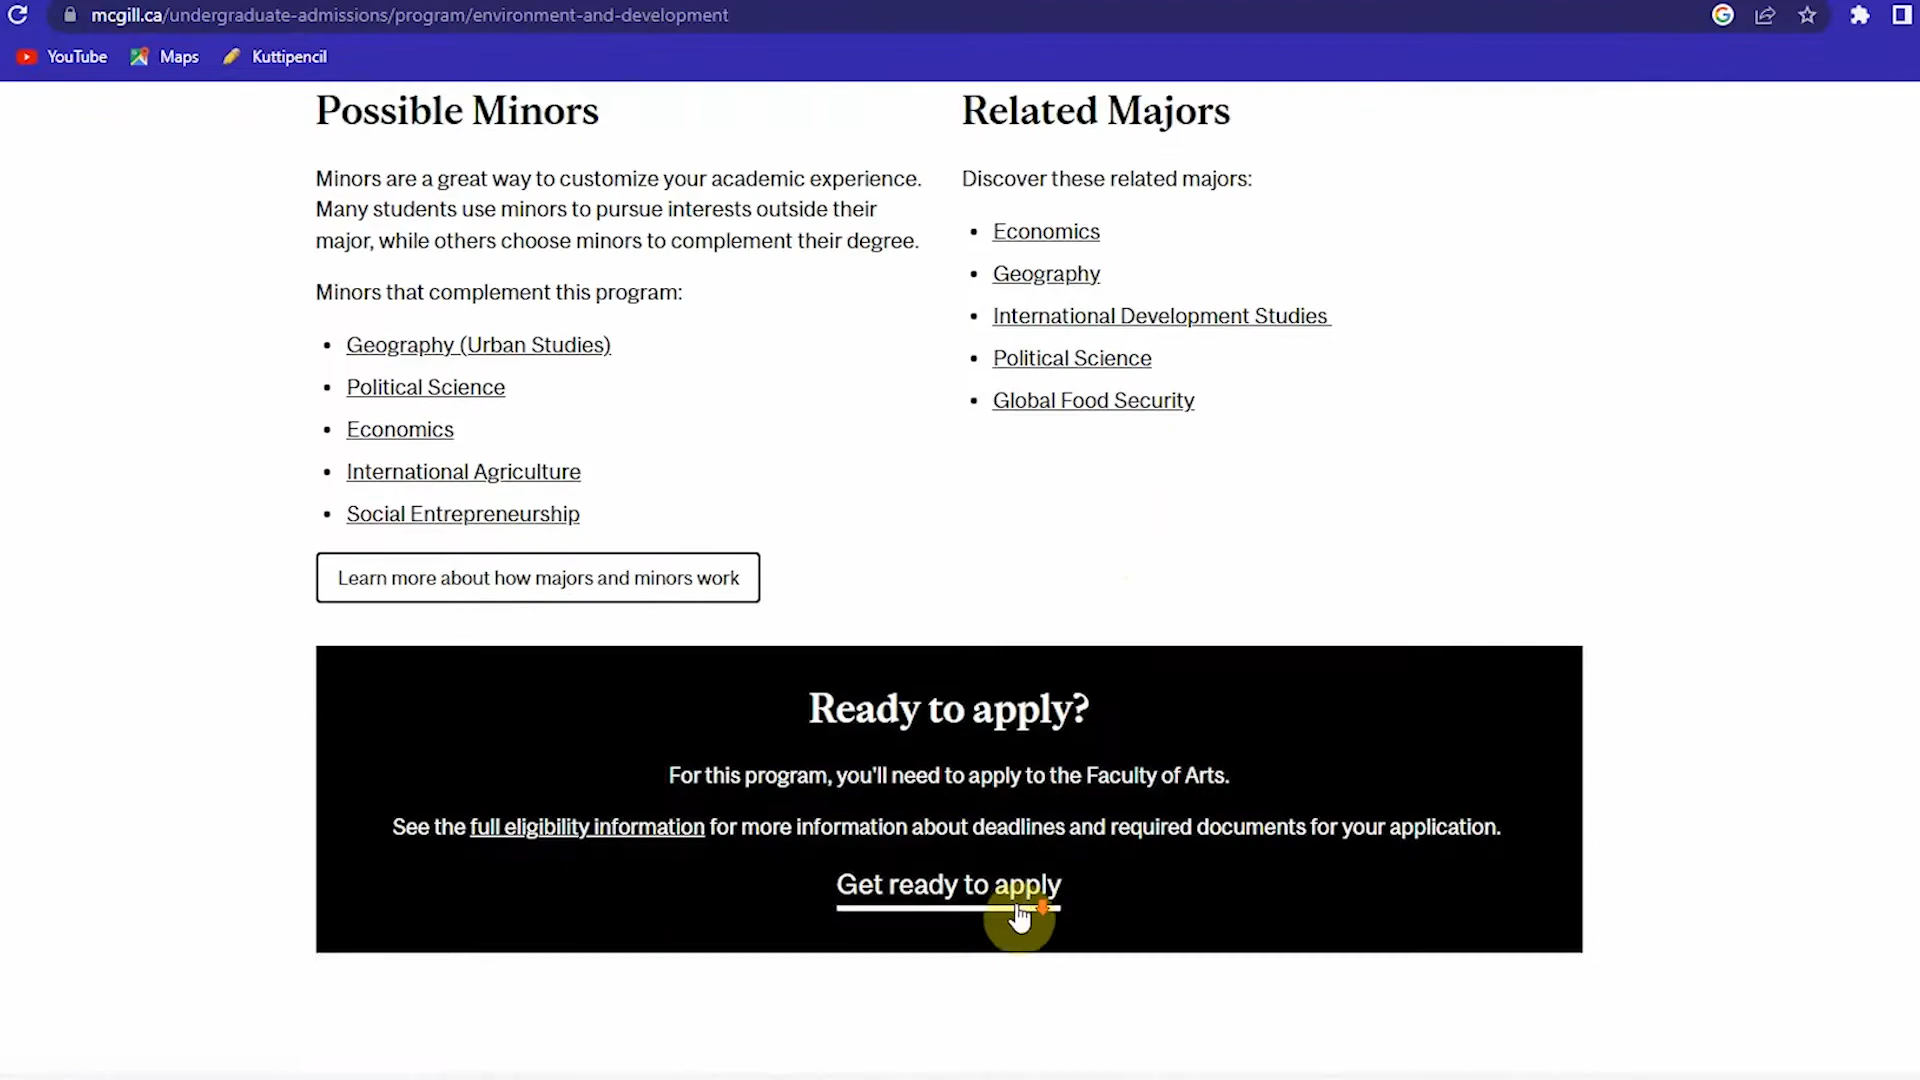 mcgill.ca/undergraduate-admissions/program/environment-and-development
YouTube
Maps
Kuttipencil
Possible Minors
Minors are a great way to customize your academic experience.
Many students use minors to pursue interests outside their
major, while others choose minors to complement their degree.
Minors that complement this program:
• Geography (Urban Studies)
• Political Science
• Economics
• International Agriculture
• Social Entrepreneurship
Learn more about how majors and minors work
Related Majors
Discover these related majors:
• Economics
• Geography
• International Development Studies
• Political Science
• Global Food Security
Ready to apply?
For this program, you'll need to apply to the Faculty of Arts.
See the full eligibility information for more information about deadlines and required documents for your application.
Get ready to apply